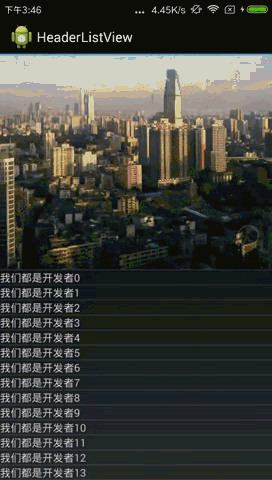 下午3:46
... 4.45K/s
HeaderListView
我们都是开发者0
我们都是开发者1
我们都是开发者2
我们都是开发者3
我们都是开发者4
我们都是开发者5
我们都是开发者6
我们都是开发者7
我们都是开发者8
我们都是开发者9
我们都是开发者10
我们都是开发者11
我们都是开发者12
我们都是开发者13